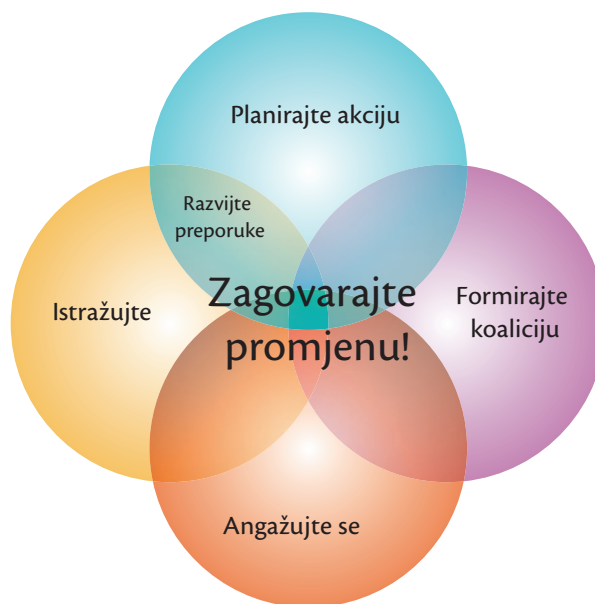 Planirajte akciju
Razvijte
preporuke
Istražujte
Zagovarajte
promjenu!
Formirajte
koaliciju
Angažujte se